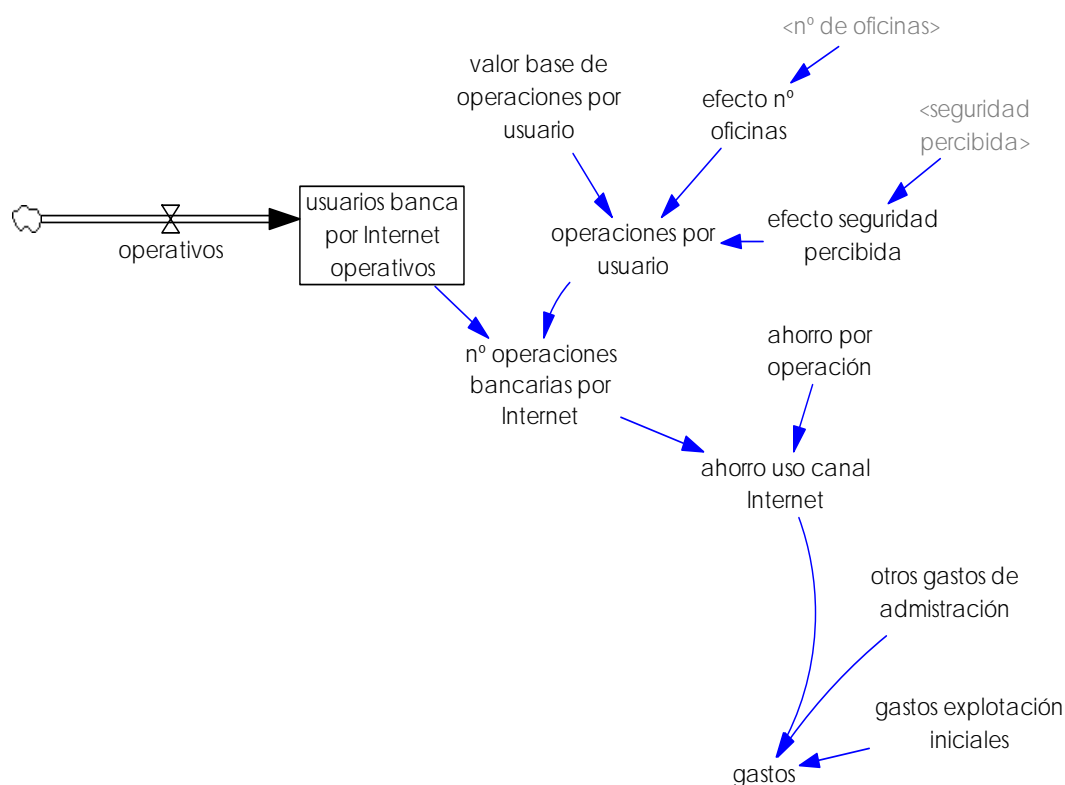 <nº de oficinas>
valor base de
operaciones por
usuario
efecto nº
oficinas
<seguridad
percibida>
operativos
usuarios banca
por Internet
operativos
operaciones por
usuario
efecto seguridad
percibida
nº operaciones
bancarias por
Internet
ahorro por
operación
ahorro uso canal
Internet
otros gastos de
admistración
gastos explotación
iniciales
gastos